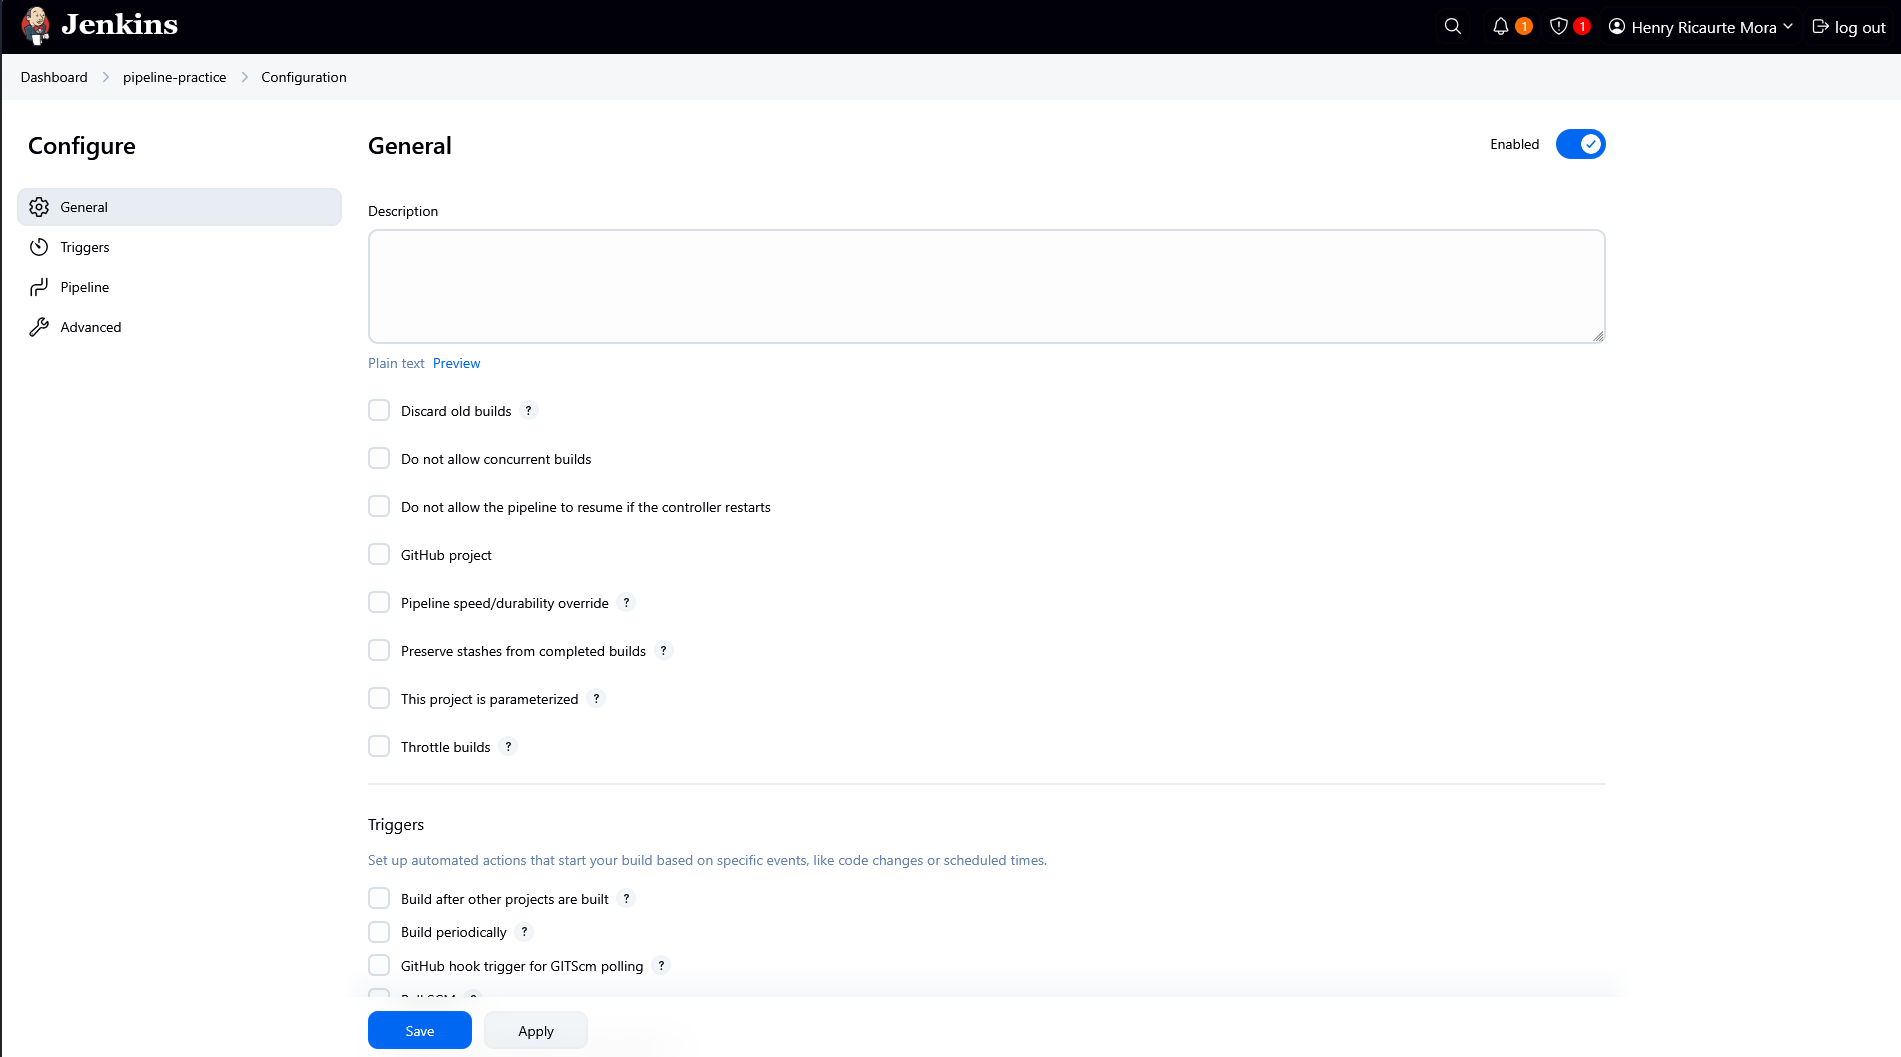 Jenkins
1
1
Henry Ricaurte Mora
log out
Dashboard
pipeline-practice
Configuration
Configure
General
Triggers
Pipeline
Advanced
General
Enabled
Description
Plain text Preview
Discard old builds ?
Do not allow concurrent builds
Do not allow the pipeline to resume if the controller restarts
GitHub project
Pipeline speed/durability override ?
Preserve stashes from completed builds ?
This project is parameterized ?
Throttle builds ?
Triggers
Set up automated actions that start your build based on specific events, like code changes or scheduled times.
Build after other projects are built ?
Build periodically ?
GitHub hook trigger for GITScm polling ?
Poll SCM ?
Save
Apply